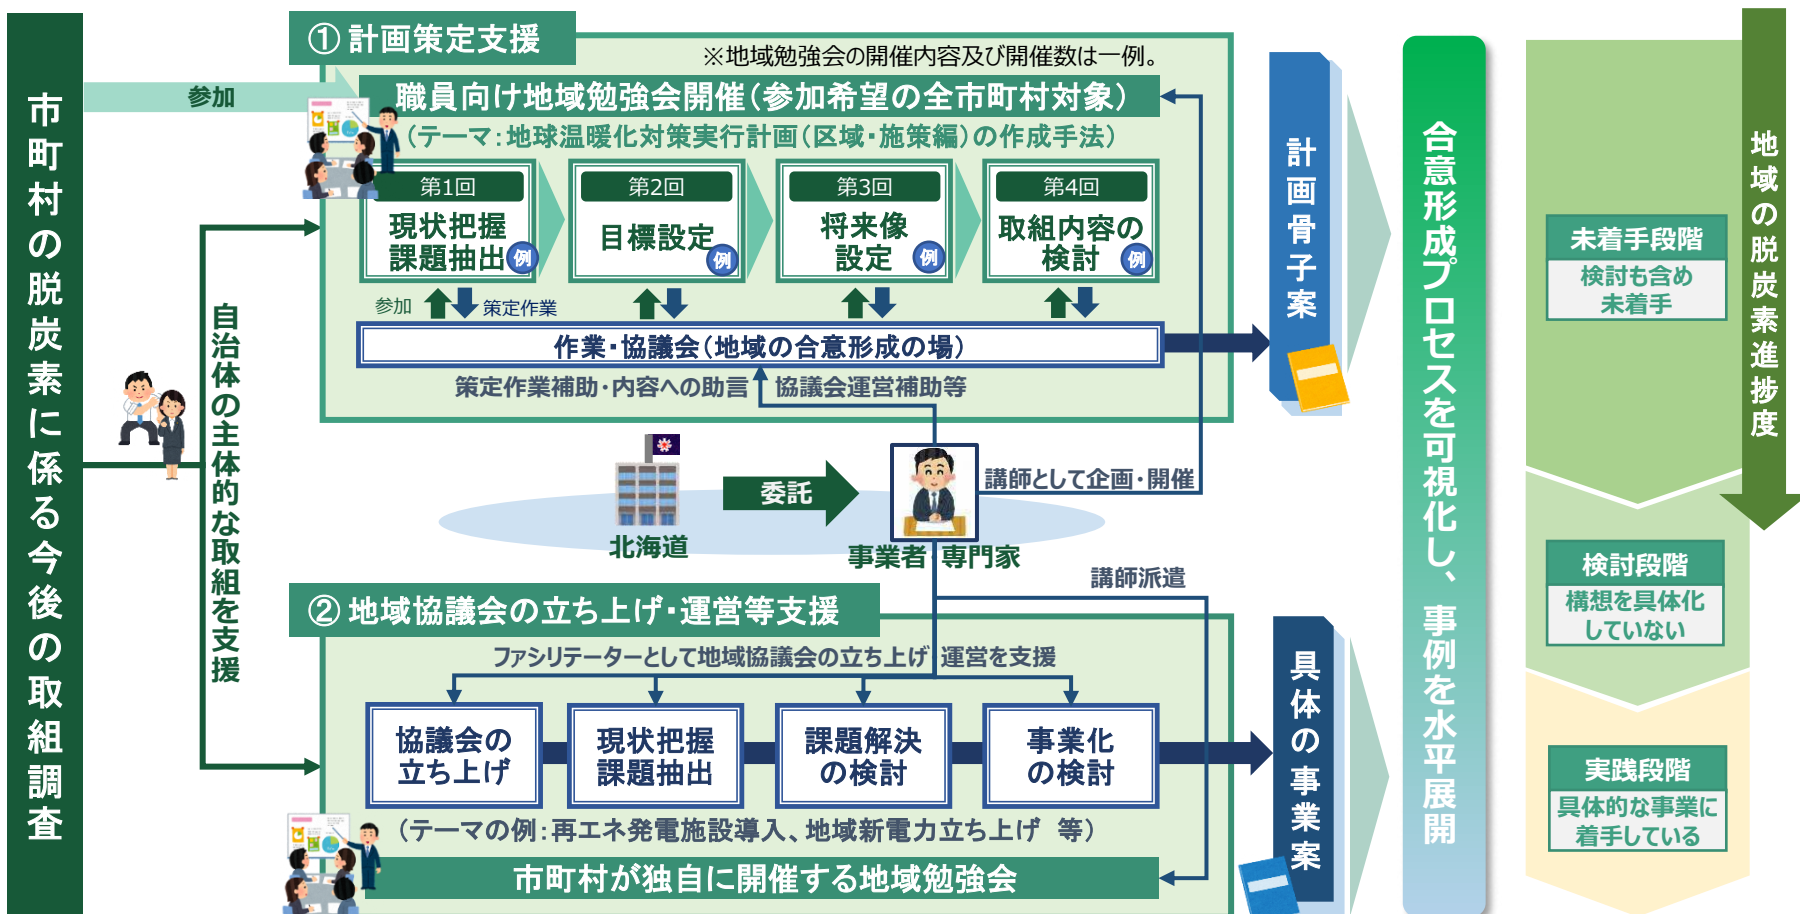 市町村の脱炭素に係る今後の取組調査
参加
自治体の主体的な取組を支援
① 計画策定支援
※地域勉強会の開催内容及び開催数は一例。
職員向け地域勉強会開催（参加希望の全市町村対象）
（テーマ：地球温暖化対策実行計画（区域・施策編）の作成手法）
第1回
現状把握
課題抽出
例
第2回
目標設定
例
第3回
将来像
設定
例
第4回
取組内容の
検討
例
参加
策定作業
作業・協議会（地域の合意形成の場）
策定作業補助・内容への助言
協議会運営補助等
北海道
委託
事業者・専門家
講師として企画・開催
講師派遣
② 地域協議会の立ち上げ・運営等支援
ファシリテーターとして地域協議会の立ち上げ・運営を支援
協議会の
立ち上げ
現状把握
課題抽出
課題解決
の検討
事業化
の検討
（テーマの例：再エネ発電施設導入、地域新電力立ち上げ 等）
市町村が独自に開催する地域勉強会
計画骨子案
具体の事業案
合意形成プロセスを可視化し、事例を水平展開
地域の脱炭素進捗度
未着手段階
検討も含め
未着手
検討段階
構想を具体化
していない
実践段階
具体的な事業に
着手している